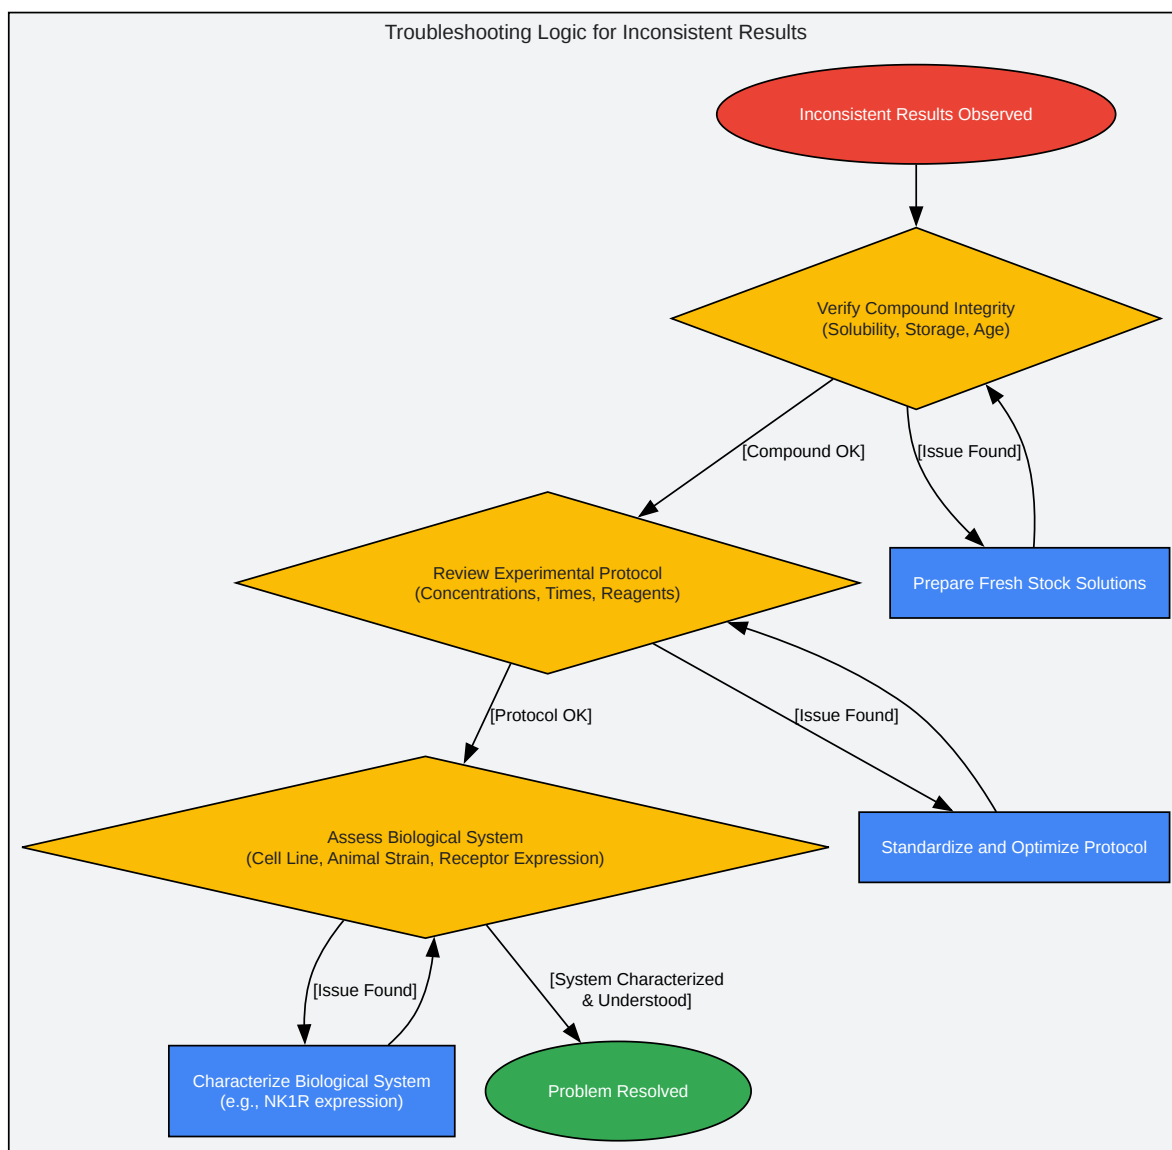 Troubleshooting Logic for Inconsistent Results
Inconsistent Results Observed
Verify Compound Integrity
(Solubility, Storage, Age)
[Compound OK]
[Issue Found]
Prepare Fresh Stock Solutions
Review Experimental Protocol
(Concentrations, Times, Reagents)
[Protocol OK]
[Issue Found]
Standardize and Optimize Protocol
Assess Biological System
(Cell Line, Animal Strain, Receptor Expression)
[Issue Found]
[System Characterized
& Understood]
Characterize Biological System
(e.g., NK1R expression)
Problem Resolved